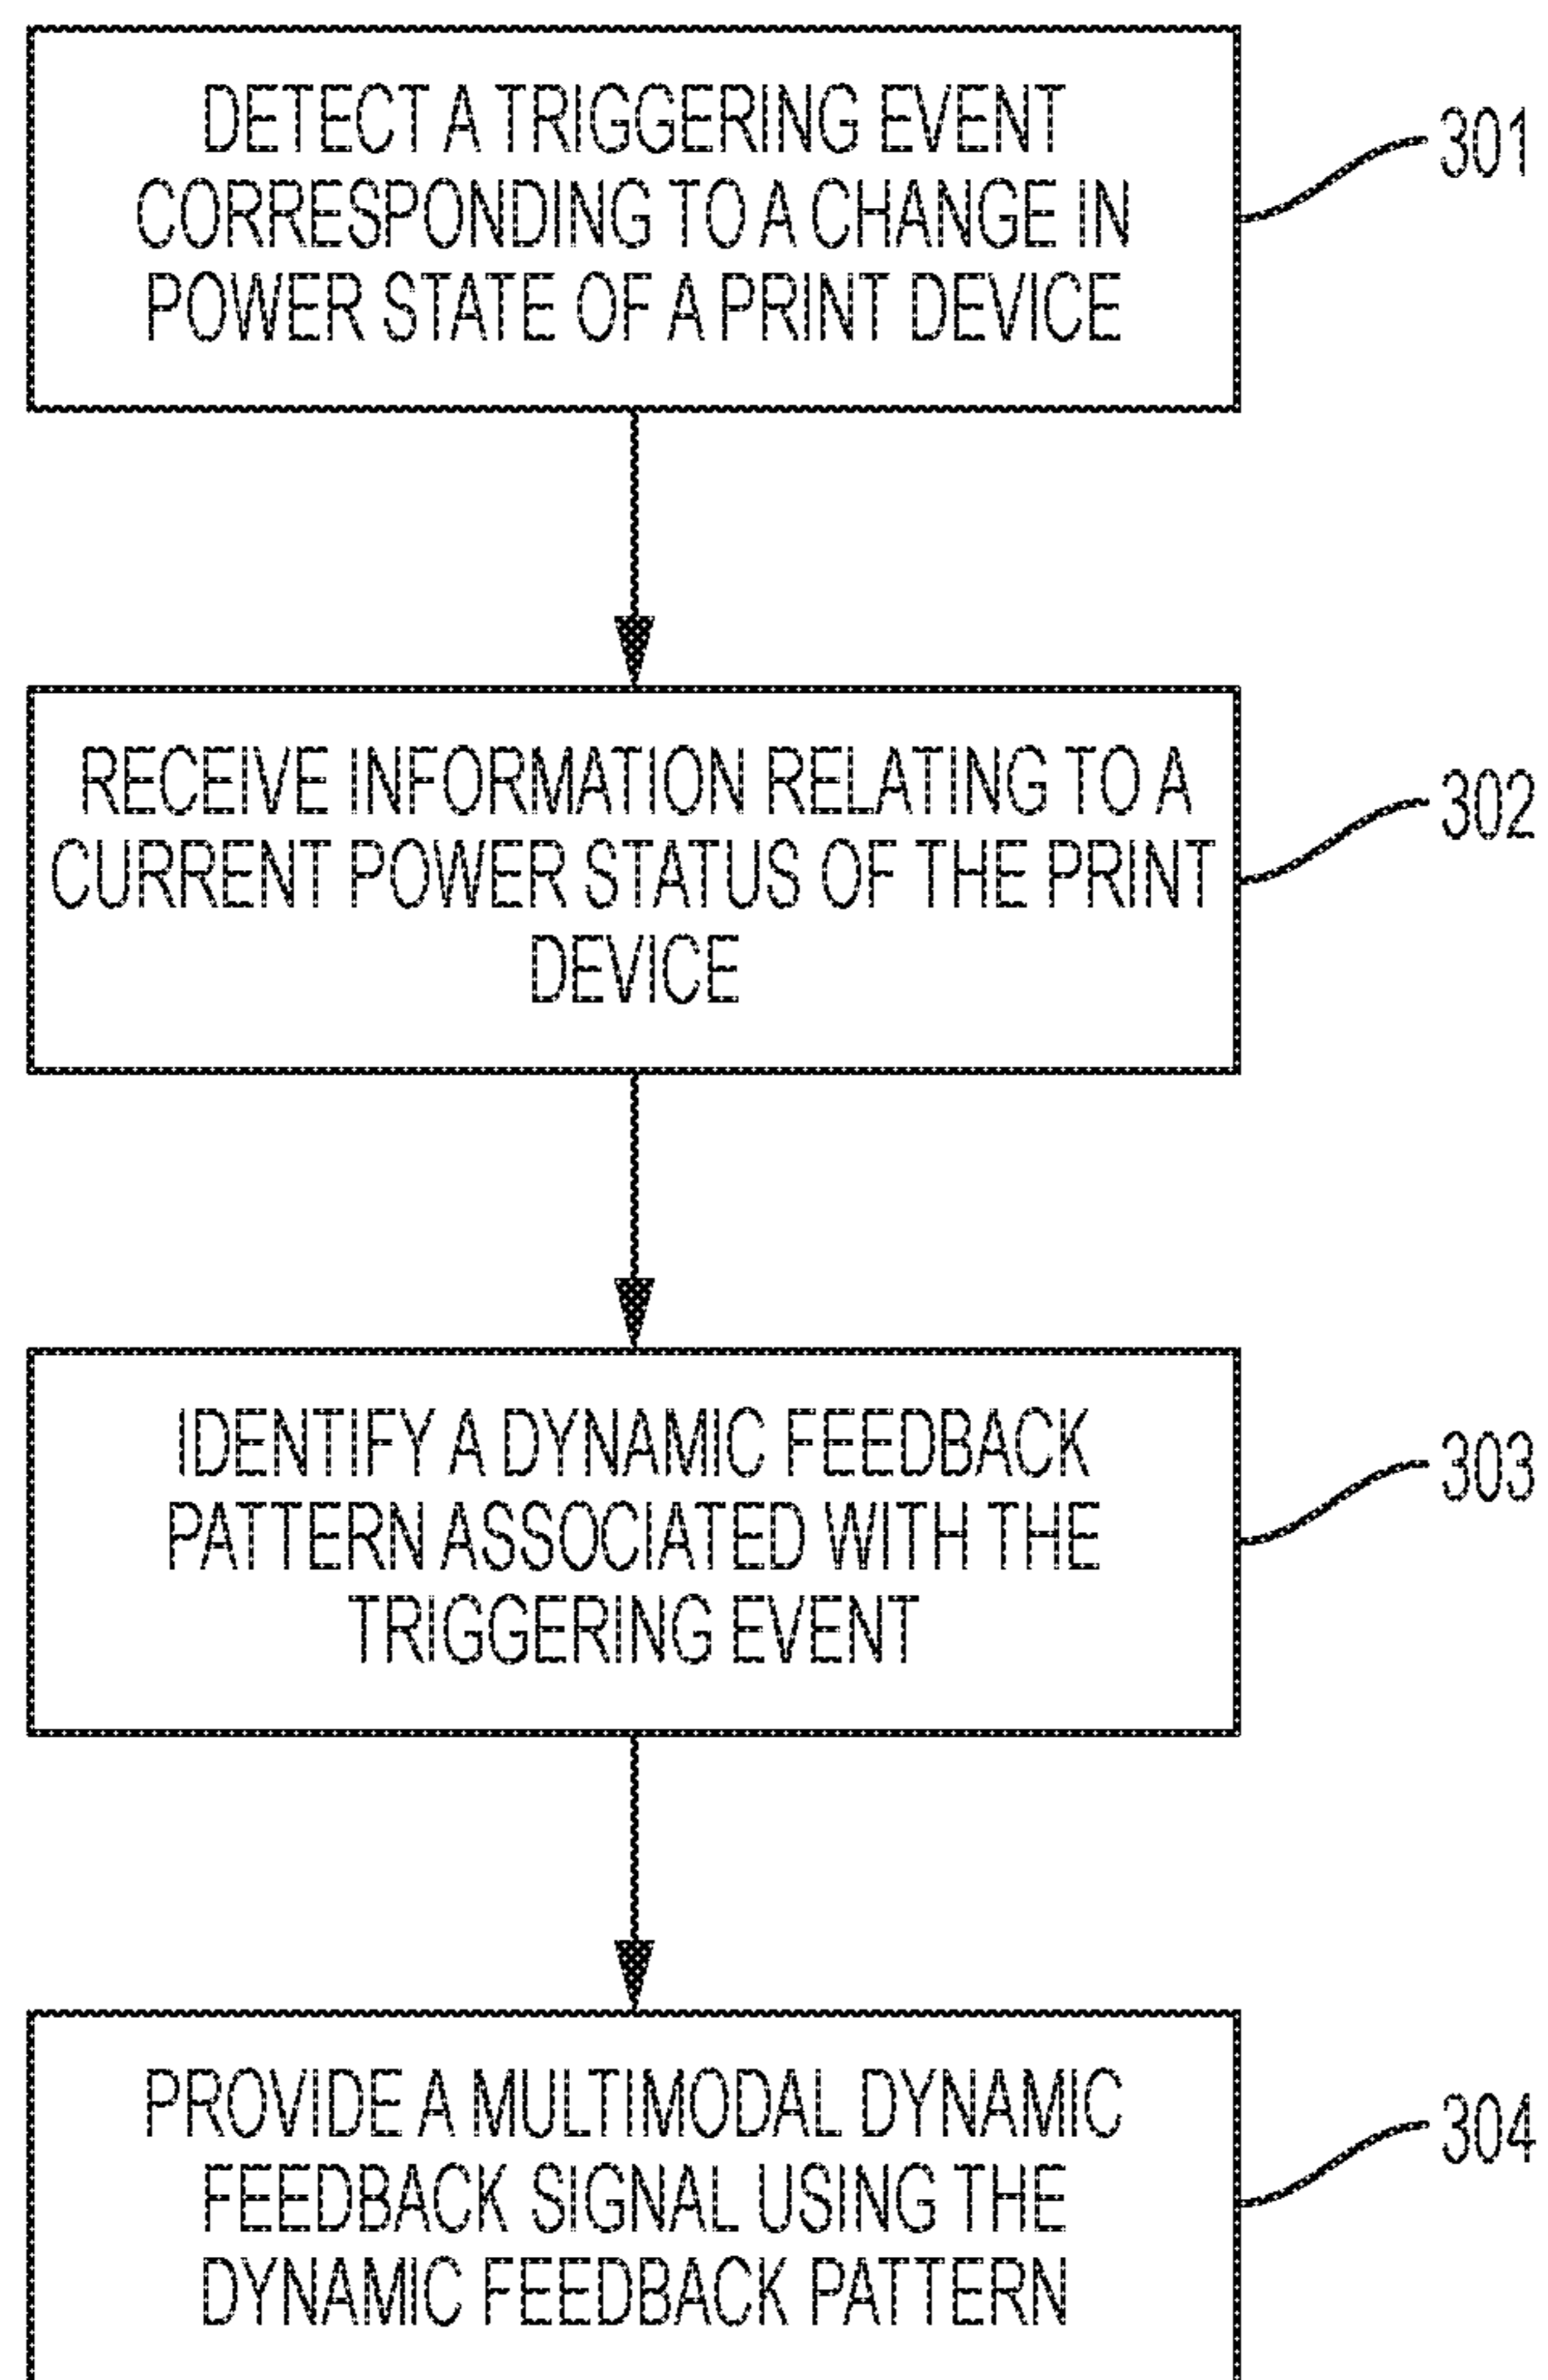 DETECT A TRIGGERING EVENT
CORRESPONDING TO A CHANGE IN
POWER STATE OF A PRINT DEVICE
301
RECEIVE INFORMATION RELATING TO A
CURRENT POWER STATUS OF THE PRINT
DEVICE
302
IDENTIFY A DYNAMIC FEEDBACK
PATTERN ASSOCIATED WITH THE
TRIGGERING EVENT
303
PROVIDE A MULTIMODAL DYNAMIC
FEEDBACK SIGNAL USING THE
DYNAMIC FEEDBACK PATTERN
304